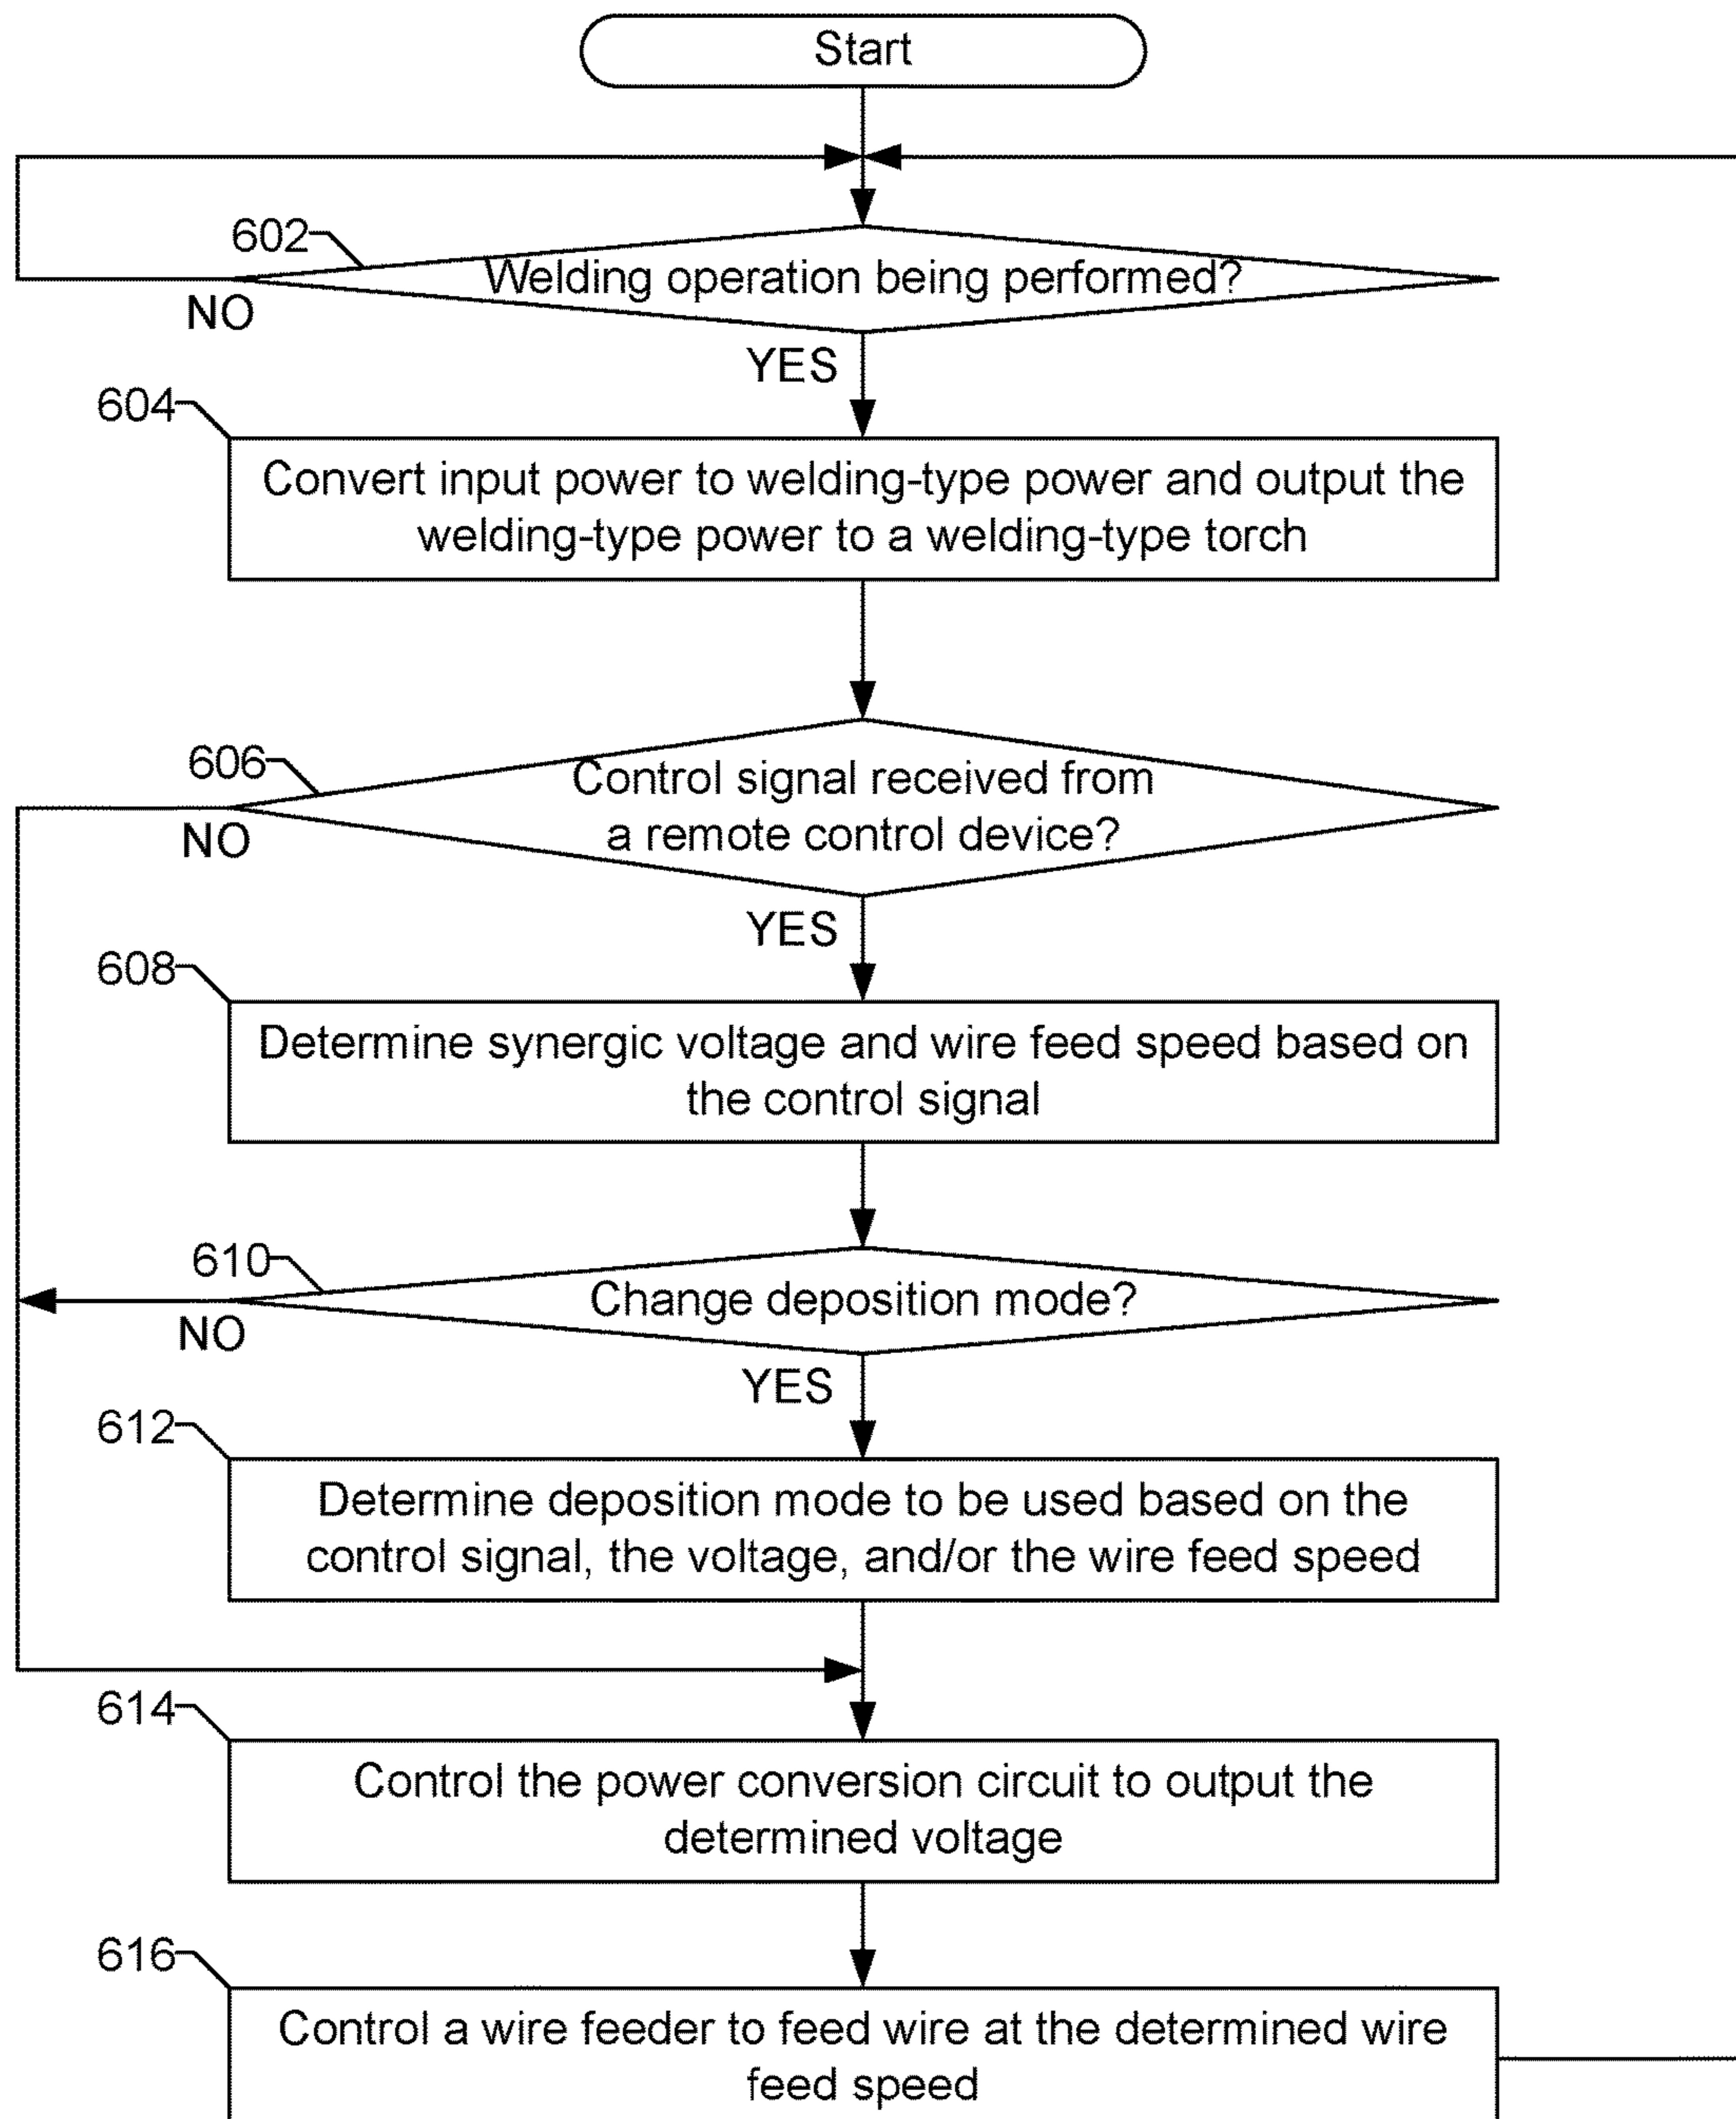 Start
602
Welding operation being performed?
NO
YES
604
Convert input power to welding-type power and output the
welding-type power to a welding-type torch
606
Control signal received from
a remote control device?
NO
YES
608
Determine synergic voltage and wire feed speed based on
the control signal
610
Change deposition mode?
NO
YES
612
Determine deposition mode to be used based on the
control signal, the voltage, and/or the wire feed speed
614
Control the power conversion circuit to output the
determined voltage
616
Control a wire feeder to feed wire at the determined wire
feed speed